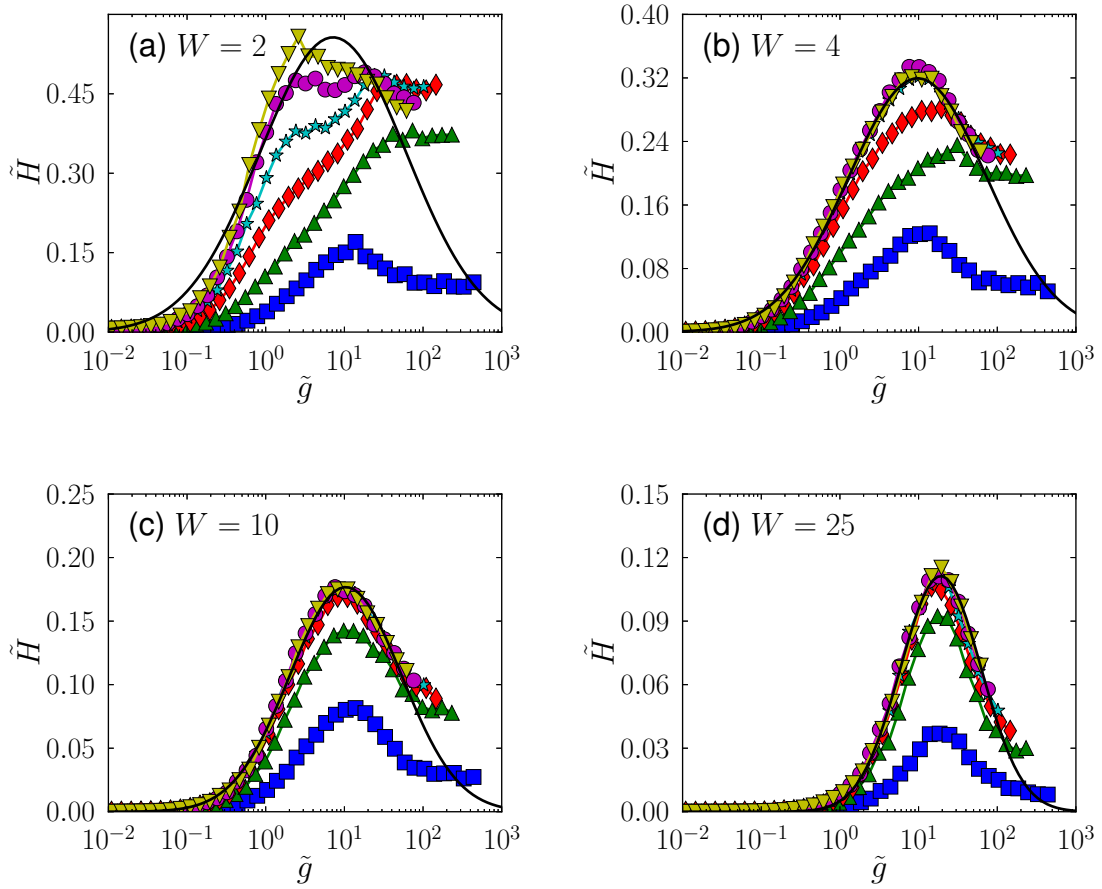 (a) W = 2
0.45
0.30
0.15
0.00
H̃
10⁻² 10⁻¹ 10⁰ 10¹ 10² 10³
g̃
(b) W = 4
0.40
0.32
0.24
0.16
0.08
0.00
H̃
10⁻² 10⁻¹ 10⁰ 10¹ 10² 10³
g̃
(c) W = 10
0.25
0.20
0.15
0.10
0.05
0.00
H̃
10⁻² 10⁻¹ 10⁰ 10¹ 10² 10³
g̃
(d) W = 25
0.15
0.12
0.09
0.06
0.03
0.00
H̃
10⁻² 10⁻¹ 10⁰ 10¹ 10² 10³
g̃